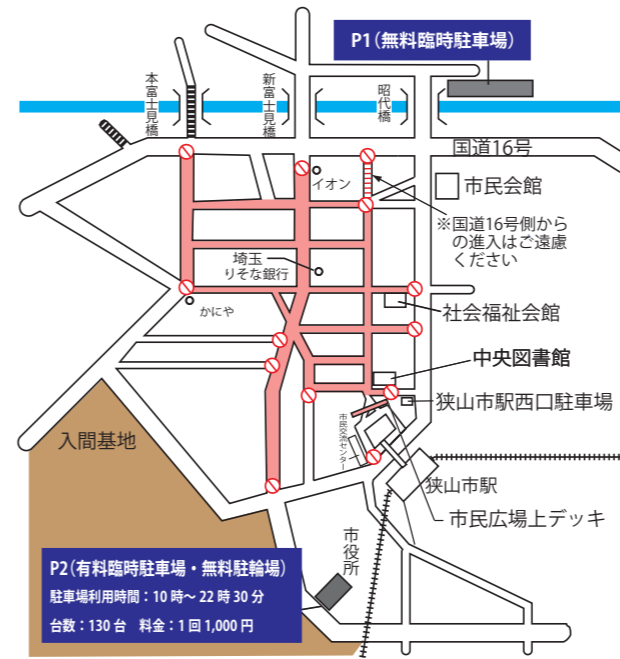 P1(無料臨時駐車場)
本富士見橋
新富士見橋
昭代橋
国道16号
イオン
市民会館
※国道16号側から
の進入はご遠慮
ください
埼玉
りそな銀行
かにや
社会福祉会館
中央図書館
狭山市駅西口駐車場
市民交流センター
入間基地
狭山市駅
市民広場上デッキ
市役所
P2(有料臨時駐車場・無料駐輪場)
駐車場利用時間:10時〜22時30分
台数:130台 料金:1回1,000円